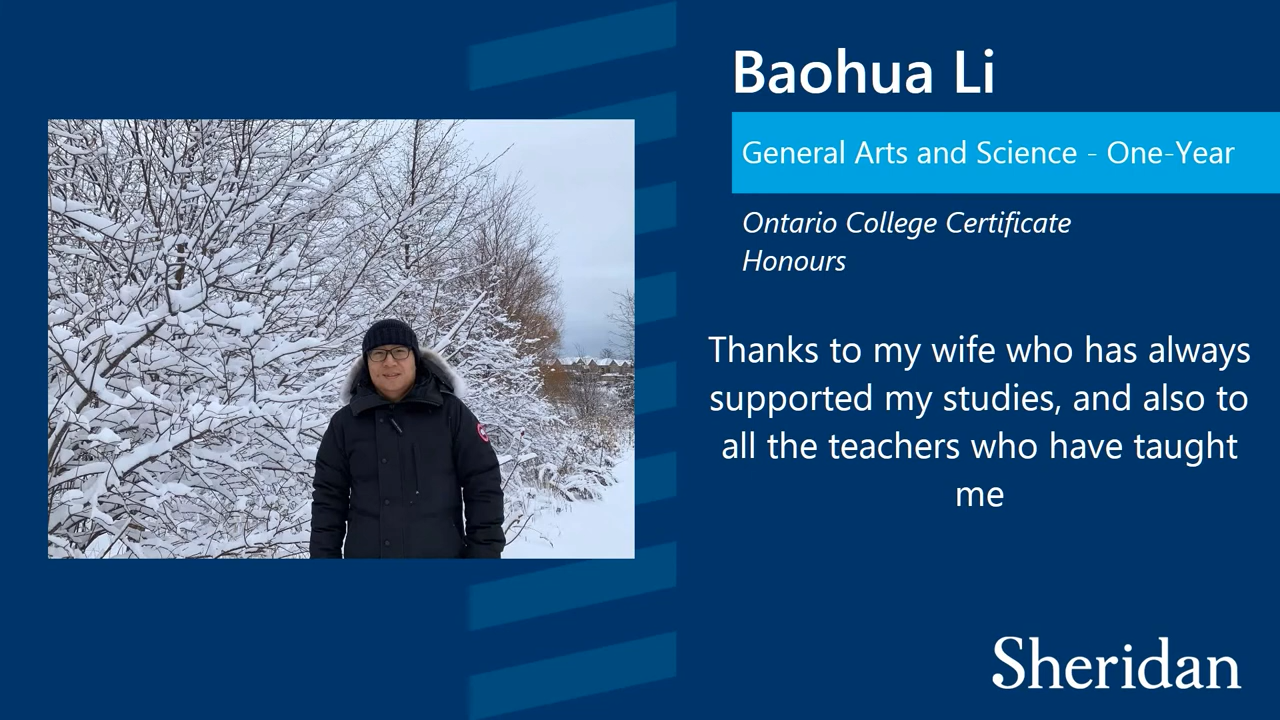 Baohua Li
General Arts and Science - One-Year
Ontario College Certificate
Honours
Thanks to my wife who has always
supported my studies, and also to
all the teachers who have taught
me
Sheridan